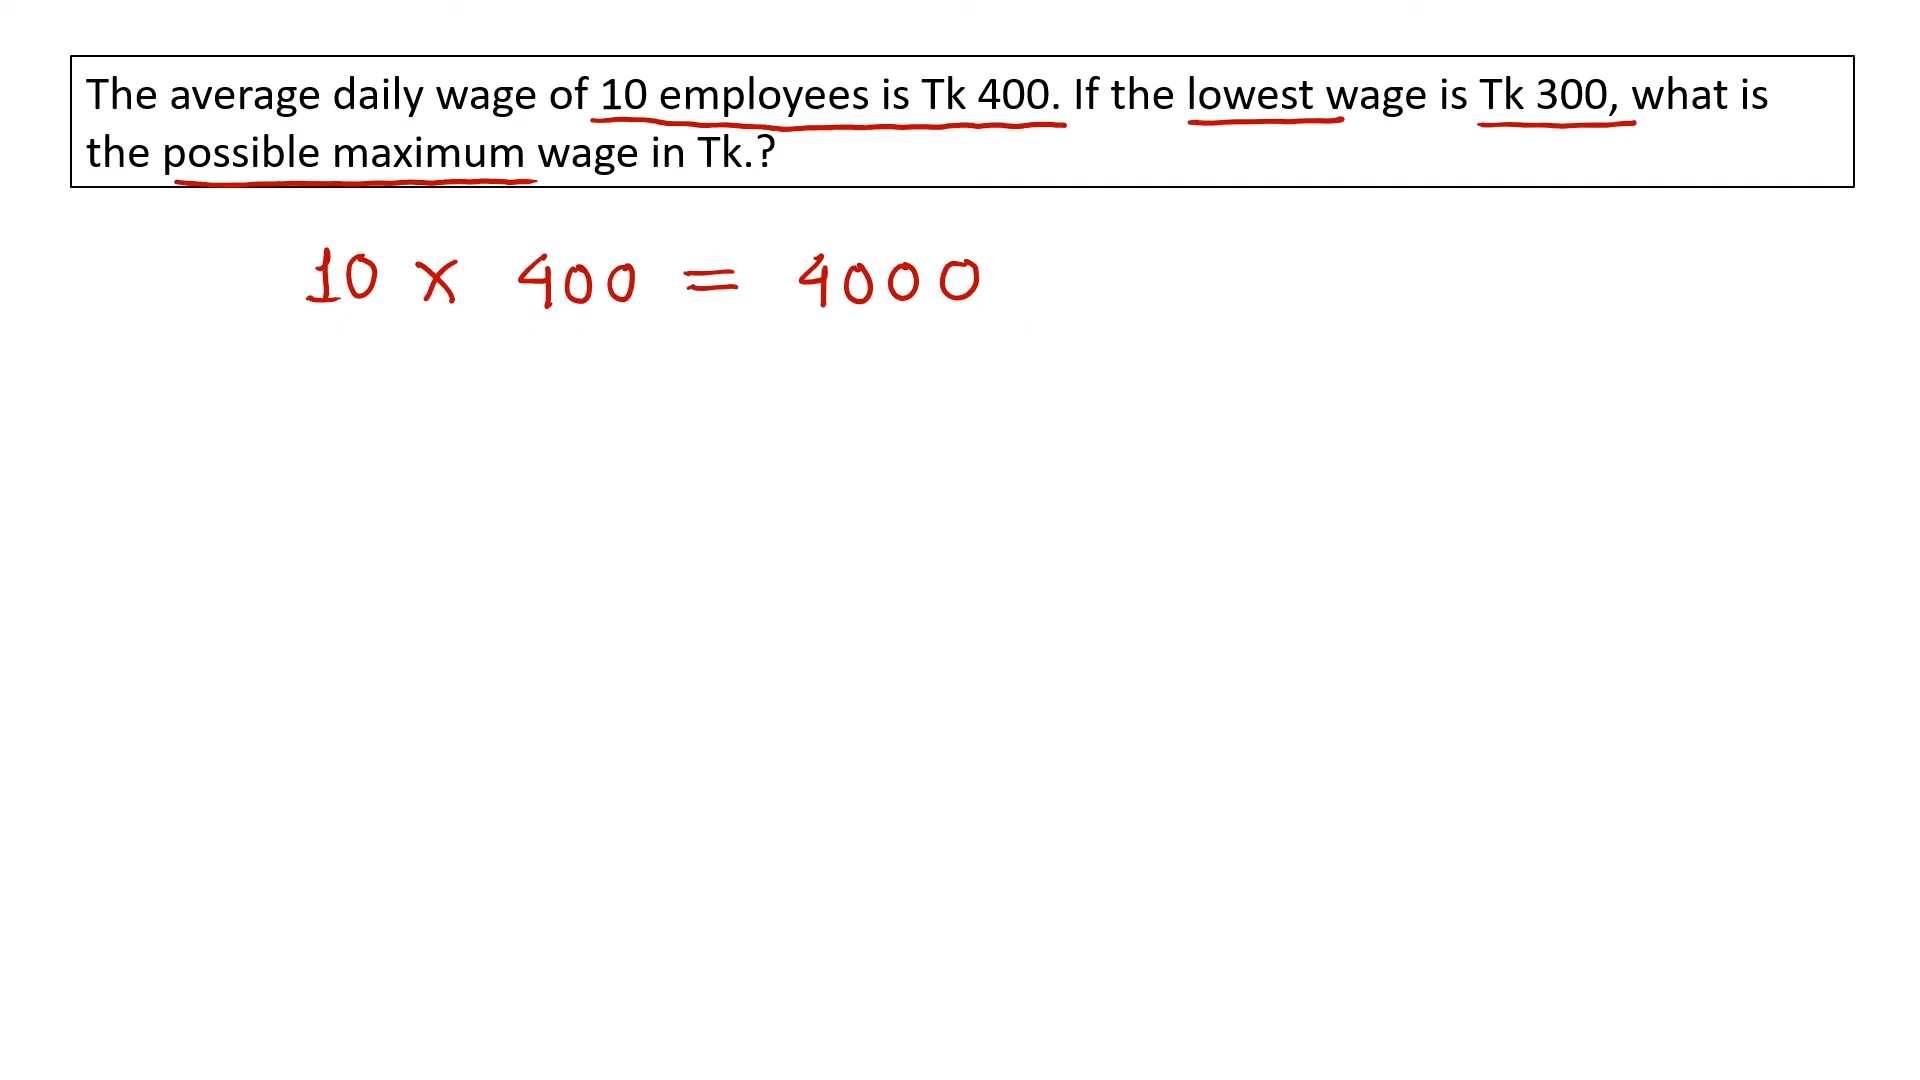 The average daily wage of 10 employees is Tk 400. If the lowest wage is Tk 300, what is
the possible maximum wage in Tk.?
10 × 400 = 4000